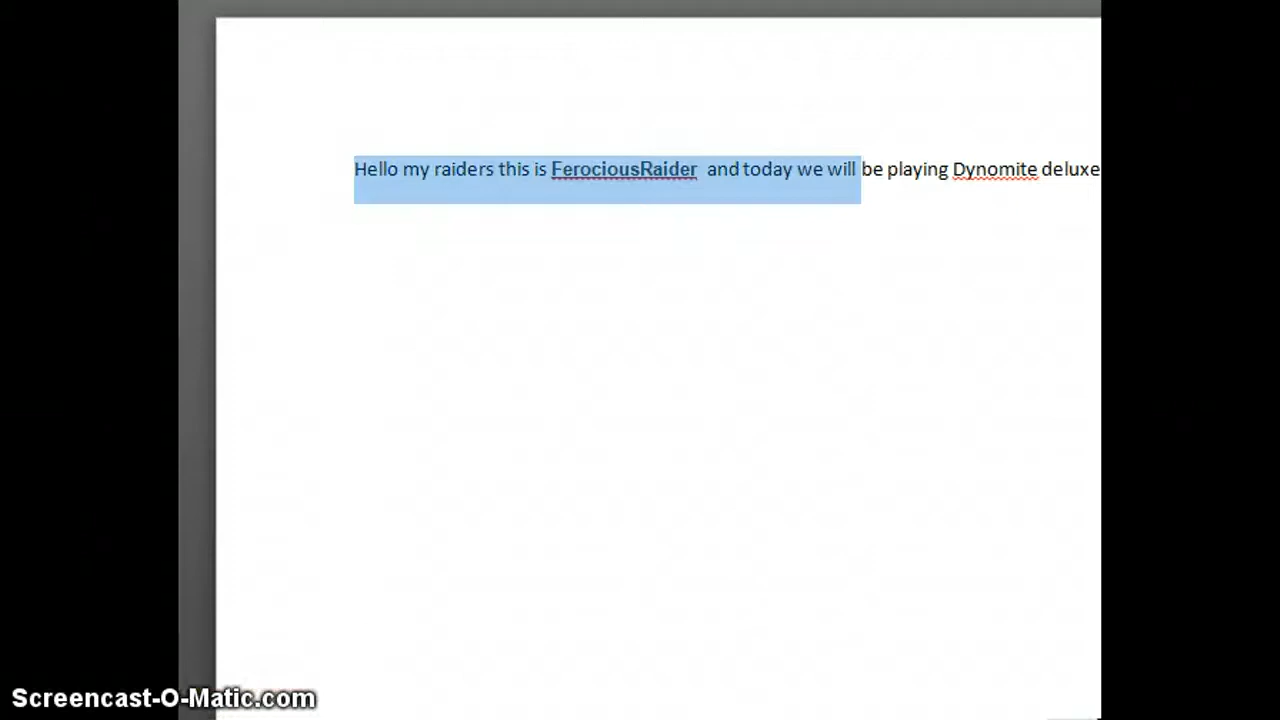 Hello my raiders this is FerociousRaider  and today we will be playing Dynomite deluxe
Screencast-O-Matic.com